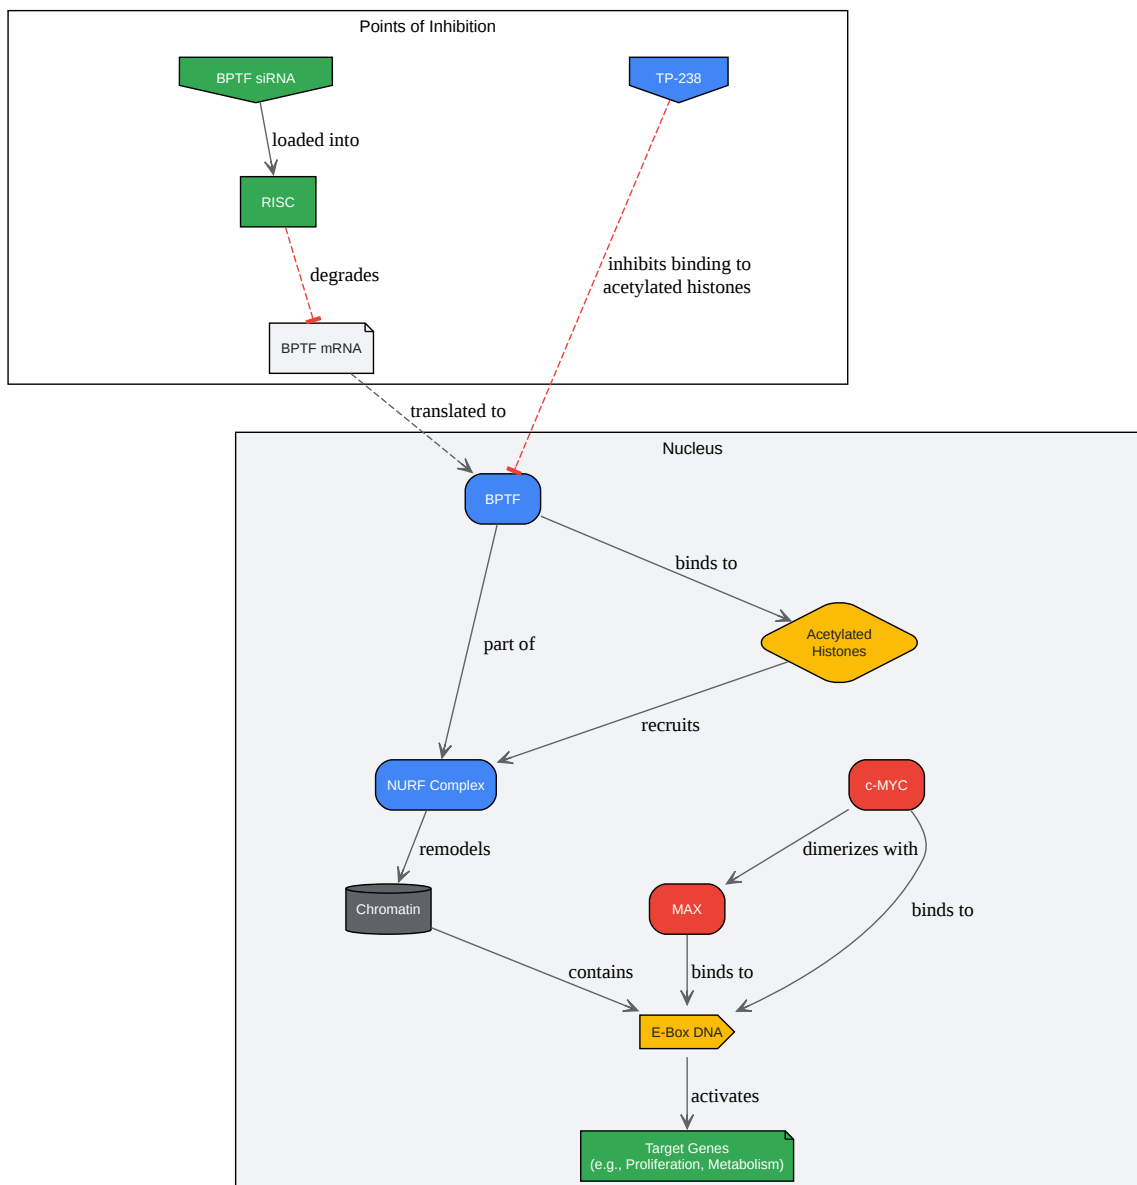 Points of Inhibition
BPTF siRNA
TP-238
loaded into
RISC
degrades
inhibits binding to
acetylated histones
BPTF mRNA
translated to
Nucleus
BPTF
binds to
Acetylated
Histones
part of
recruits
NURF Complex
c-MYC
remodels
dimerizes with
Chromatin
MAX
binds to
contains
binds to
E-Box DNA
activates
Target Genes
(e.g., Proliferation, Metabolism)